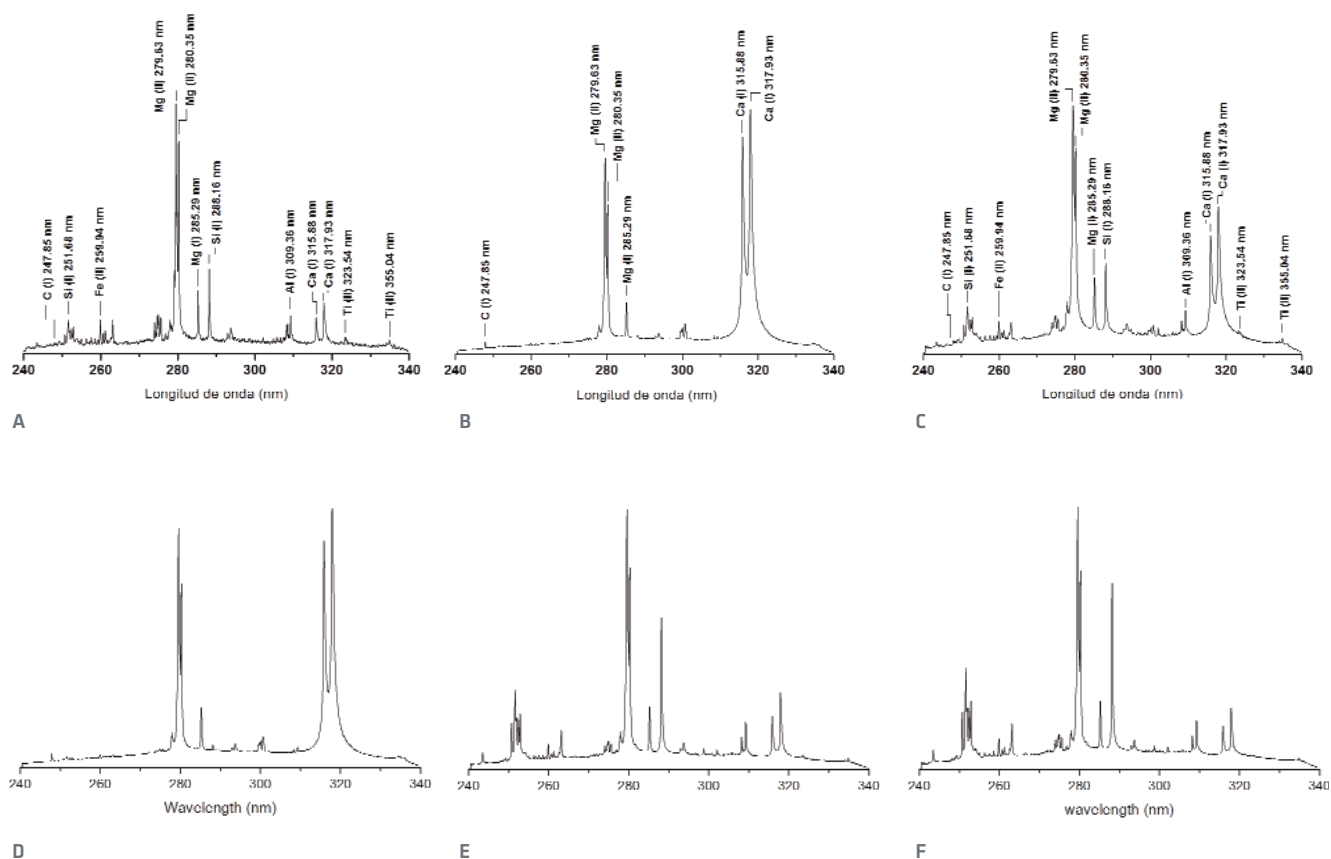 Mg (II) 279.63 nm
Mg (II) 280.35 nm
C (I) 247.85 nm
Si (I) 251.68 nm
Fe (II) 259.94 nm
Mg (I) 285.29 nm
Si (I) 288.16 nm
Al (I) 309.36 nm
Ca (I) 315.88 nm
Ca (I) 317.93 nm
Ti (II) 323.54 nm
Ti (II) 355.04 nm
240 260 280 300 320 340
Longitud de onda (nm)
A
Mg (II) 279.63 nm
Mg (II) 280.35 nm
Ca (I) 315.88 nm
Ca (I) 317.93 nm
C (I) 247.85 nm
Mg (I) 285.29 nm
240 260 280 300 320 340
Longitud de onda (nm)
B
Mg (II) 279.63 nm
Mg (II) 280.35 nm
C (I) 247.85 nm
Si (I) 251.68 nm
Fe (II) 259.94 nm
Mg (I) 285.29 nm
Si (I) 288.16 nm
Al (I) 309.36 nm
Ca (I) 315.88 nm
Ca (I) 317.93 nm
Ti (II) 323.54 nm
Ti (II) 355.04 nm
240 260 280 300 320 340
Longitud de onda (nm)
C
240 260 280 300 320 340
Wavelength (nm)
D
240 260 280 300 320 340
E
240 260 280 300 320 340
wavelength (nm)
F